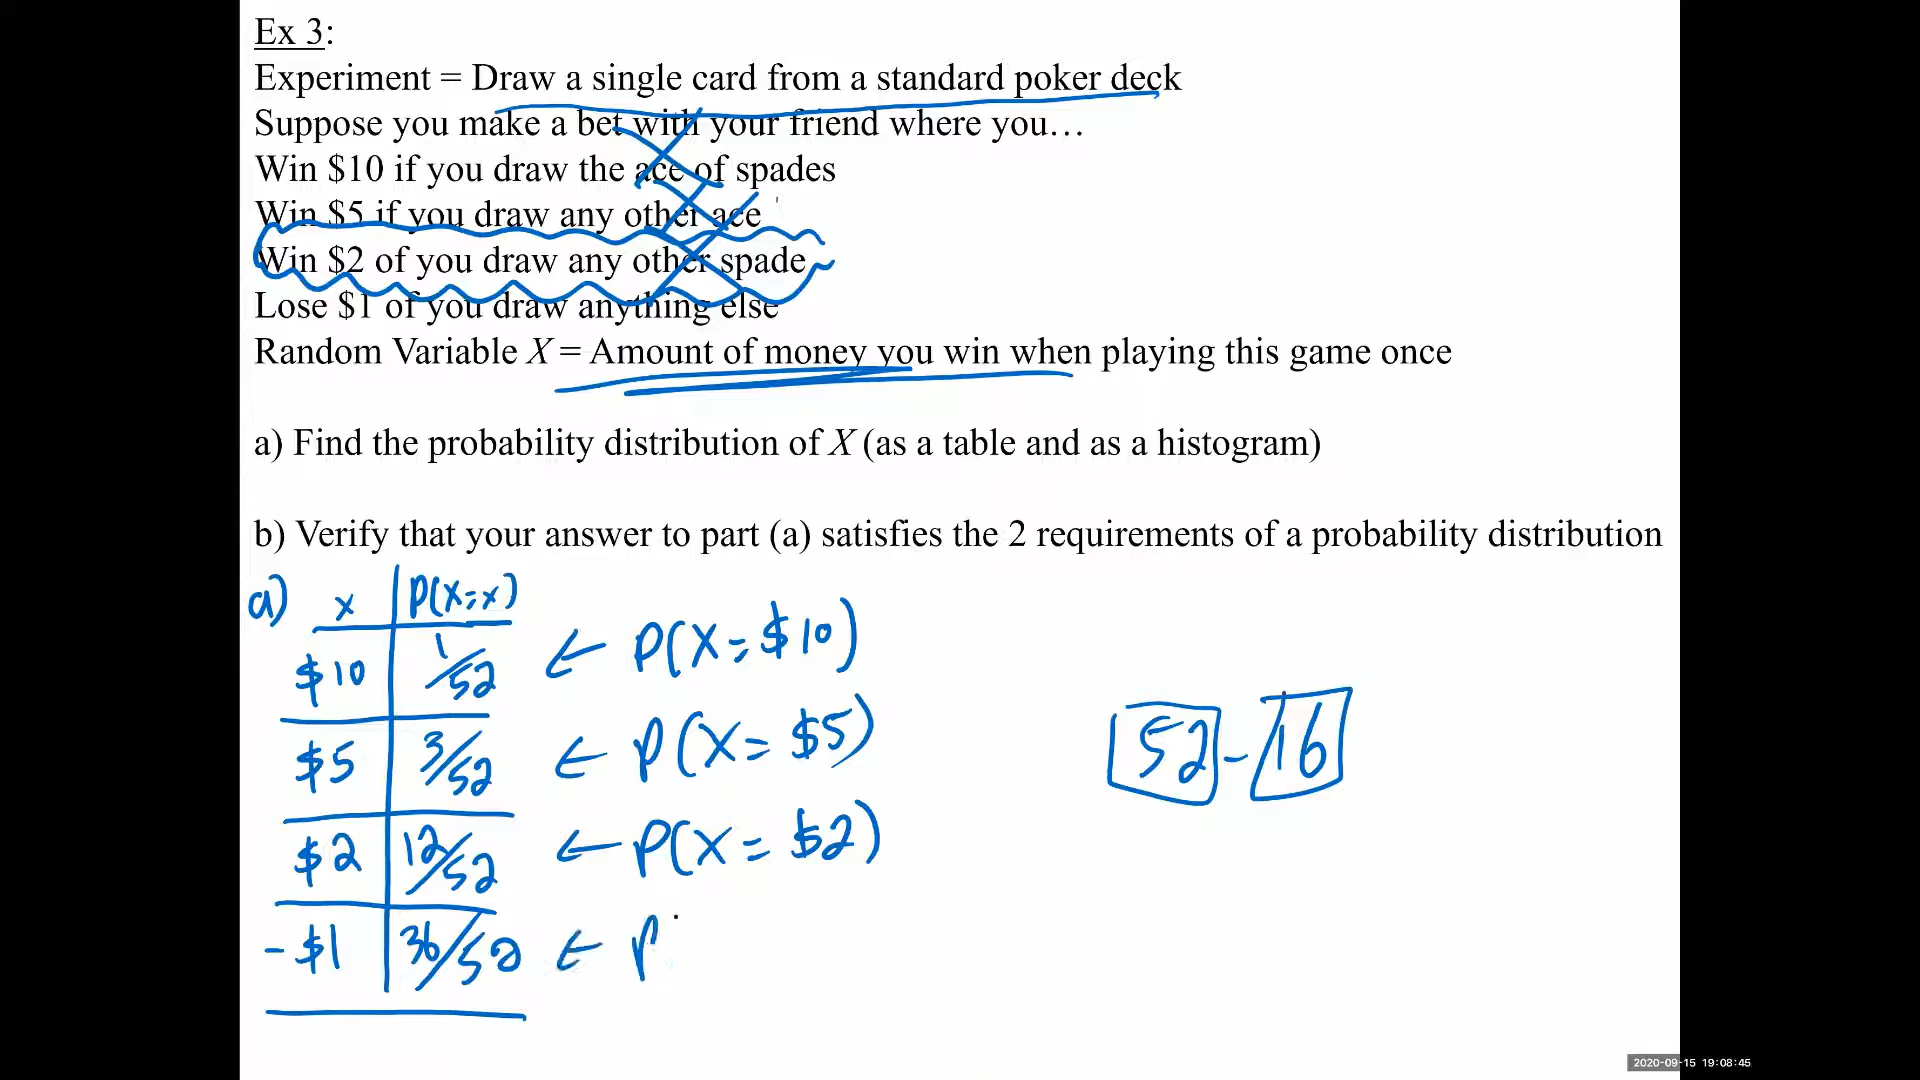 Ex 3:
Experiment = Draw a single card from a standard poker deck
Suppose you make a bet with your friend where you…
Win $10 if you draw the ace of spades
Win $5 if you draw any other ace
Win $2 of you draw any other spade
Lose $1 of you draw anything else
Random Variable X = Amount of money you win when playing this game once
a) Find the probability distribution of X (as a table and as a histogram)
b) Verify that your answer to part (a) satisfies the 2 requirements of a probability distribution
a) x P(X=x)
$10 1/52 ← P(X=$10)
$5 3/52 ← P(X=$5)
52-16
$2 12/52 ← P(X=$2)
-$1 36/52 ← P
2020-09-15 19:08:45